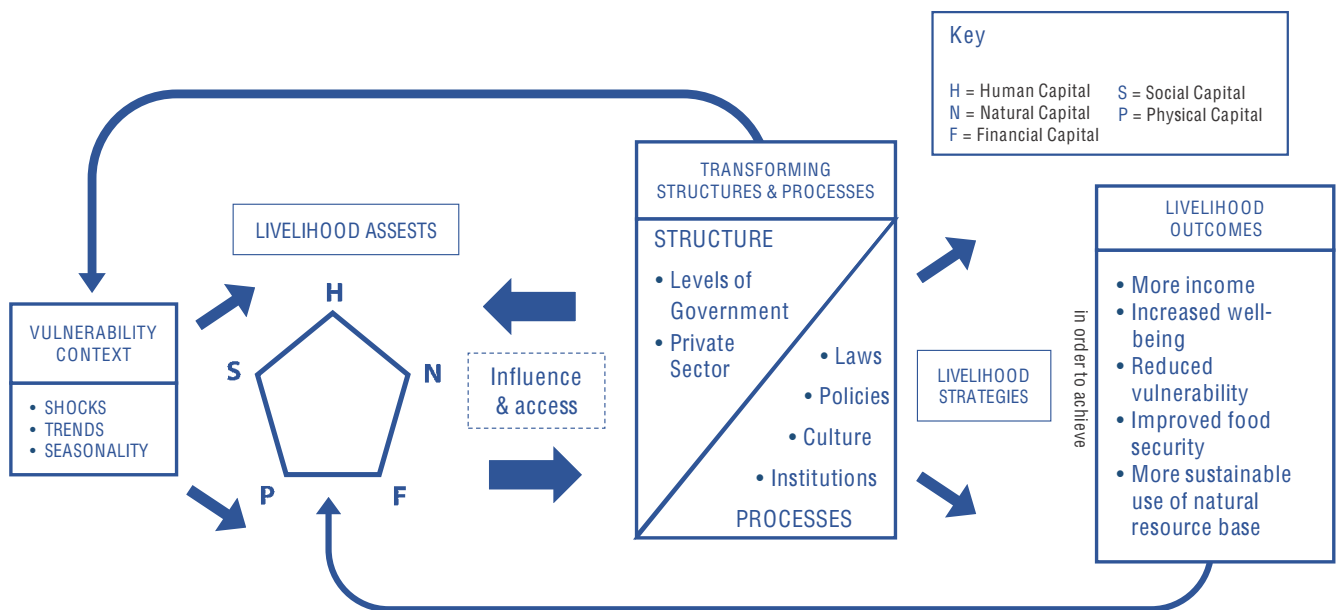 Key
H = Human Capital
S = Social Capital
N = Natural Capital
P = Physical Capital
F = Financial Capital
TRANSFORMING
STRUCTURES & PROCESSES
STRUCTURE
• Levels of
Government
• Private
Sector
• Laws
• Policies
• Culture
• Institutions
PROCESSES
LIVELIHOOD ASSESTS
H
S
N
P
F
VULNERABILITY
CONTEXT
• SHOCKS
• TRENDS
• SEASONALITY
Influence
& access
LIVELIHOOD
STRATEGIES
in order to achieve
LIVELIHOOD
OUTCOMES
• More income
• Increased well-
being
• Reduced
vulnerability
• Improved food
security
• More sustainable
use of natural
resource base